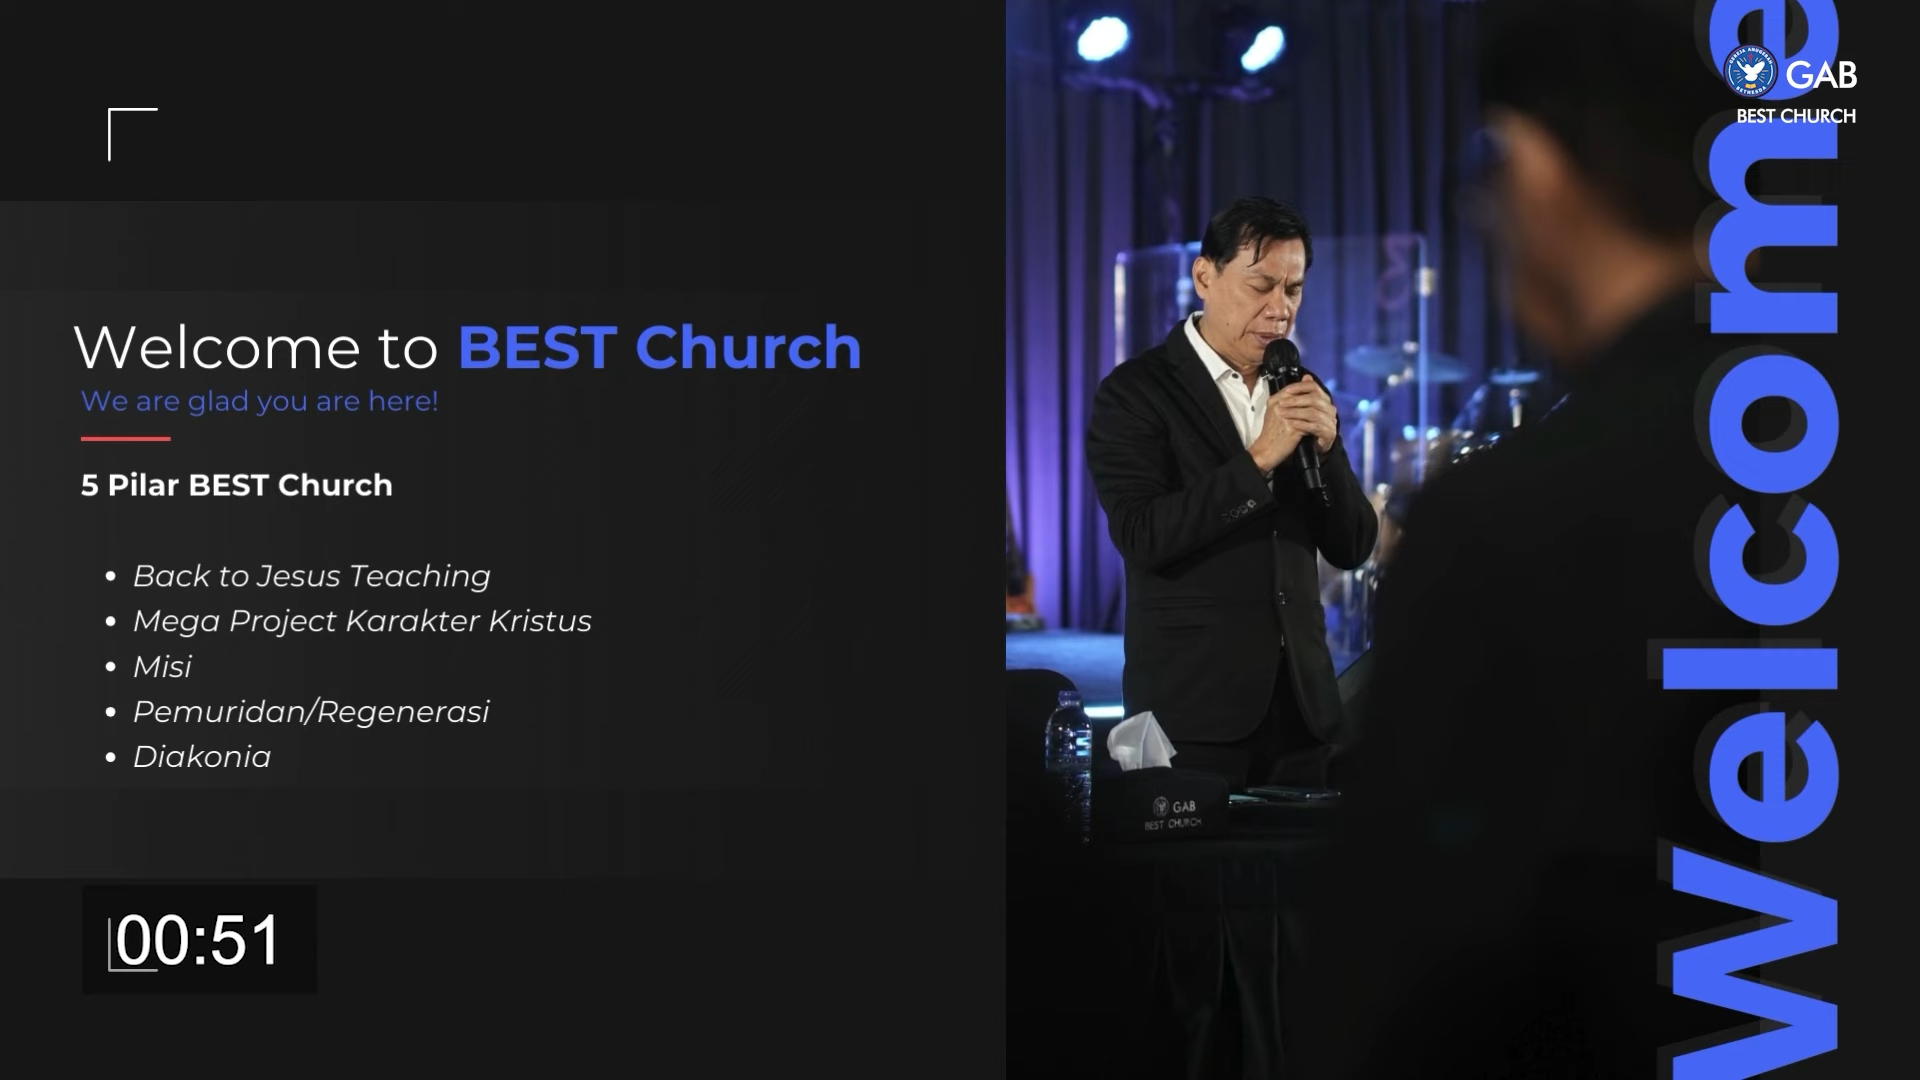 Welcome to BEST Church
We are glad you are here!
5 Pilar BEST Church
Back to Jesus Teaching
Mega Project Karakter Kristus
Misi
Pemuridan/Regenerasi
Diakonia
00:51
GAB
BEST CHURCH
welcome
GAB
BEST CHURCH